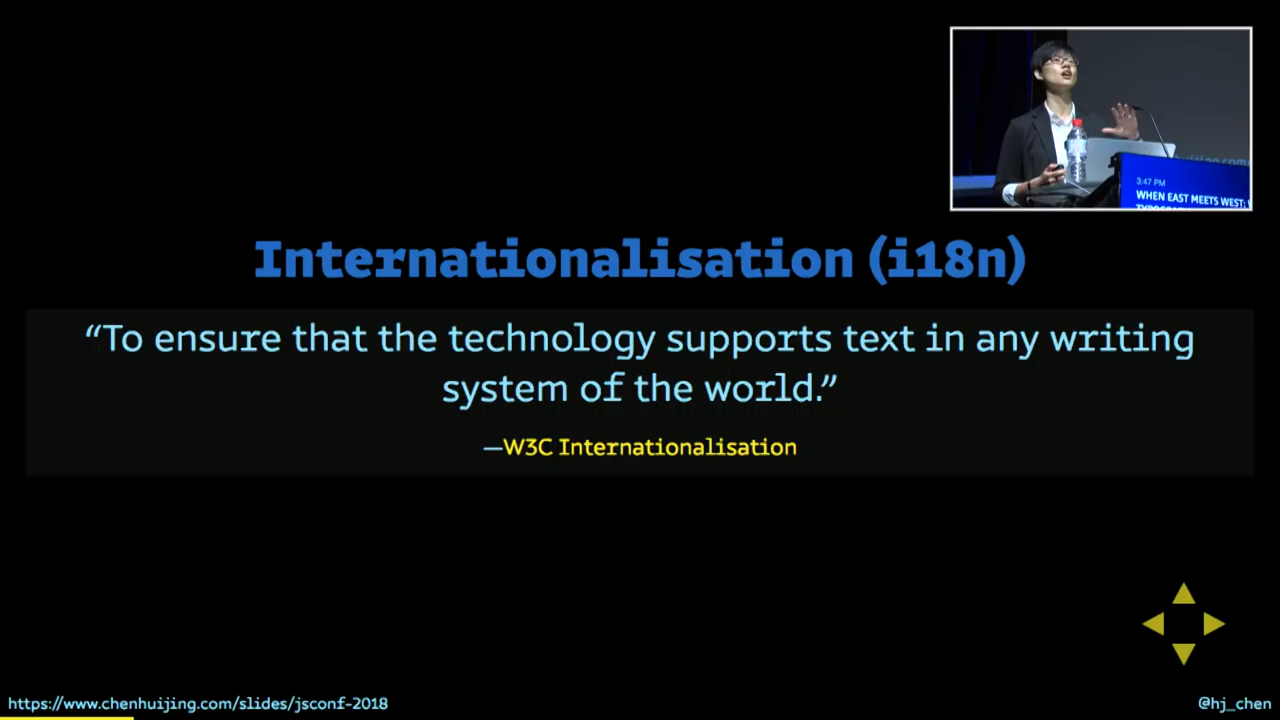 3:47 PM
WHEN EAST MEETS WEST:
Internationalisation (i18n)
“To ensure that the technology supports text in any writing
system of the world.”
—W3C Internationalisation
https://www.chenhuijing.com/slides/jsconf-2018
@hj_chen